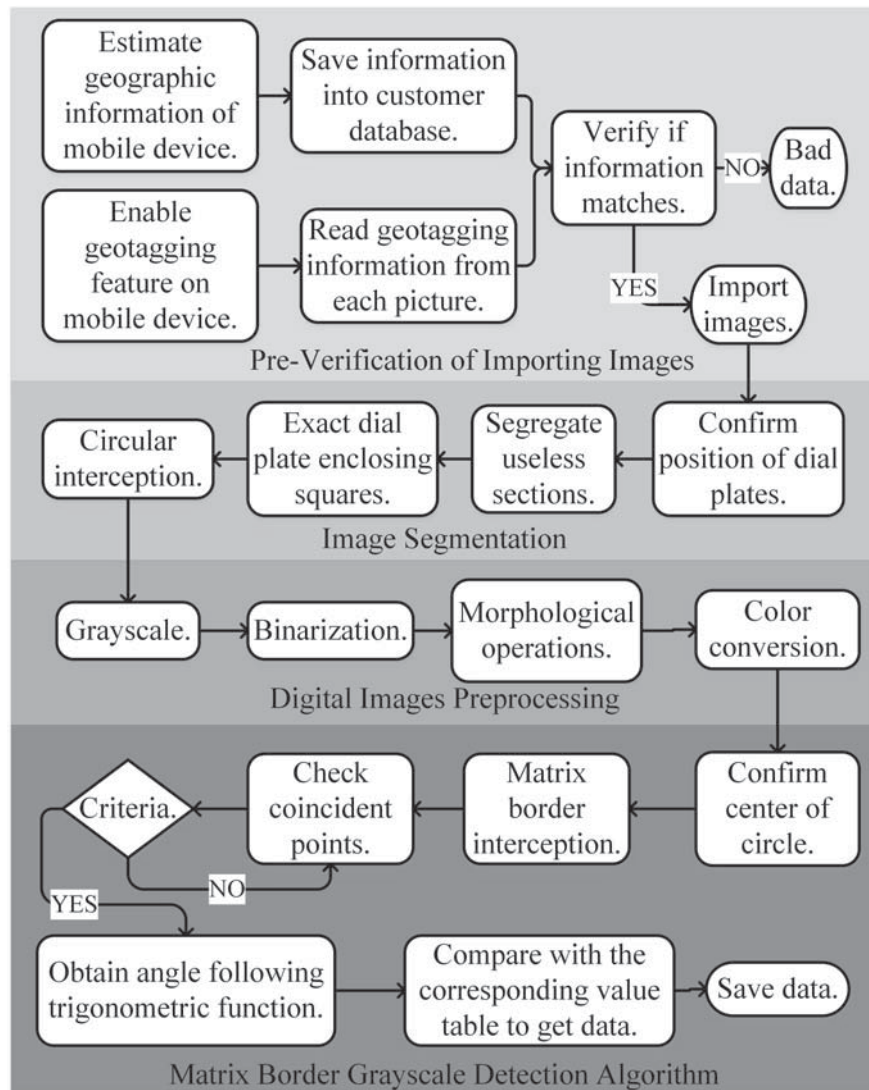 Estimate
geographic
information of
mobile device.
Save information
into customer
database.
Verify if
information
matches.
NO
Bad
data.
Enable
geotagging
feature on
mobile device.
Read geotagging
information from
each picture.
YES
Import
images.
Pre-Verification of Importing Images
Circular
interception.
Exact dial
plate enclosing
squares.
Segregate
useless
sections.
Confirm
position of dial
plates.
Image Segmentation
Grayscale.
Binarization.
Morphological
operations.
Color
conversion.
Digital Images Preprocessing
Criteria.
Check
coincident
points.
Matrix
border
interception.
Confirm
center of
circle.
NO
YES
Obtain angle following
trigonometric function.
Compare with the
corresponding value
table to get data.
Save data.
Matrix Border Grayscale Detection Algorithm